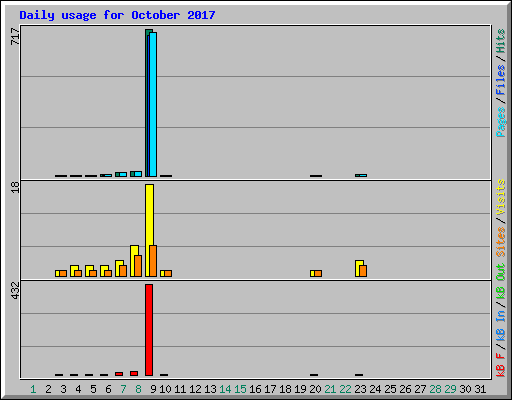 Daily usage for October 2017
717
Pages / Files / Hits
18
Sites / Visits
432
kB F / kB In / kB Out
1 2 3 4 5 6 7 8 9 10 11 12 13 14 15 16 17 18 19 20 21 22 23 24 25 26 27 28 29 30 31